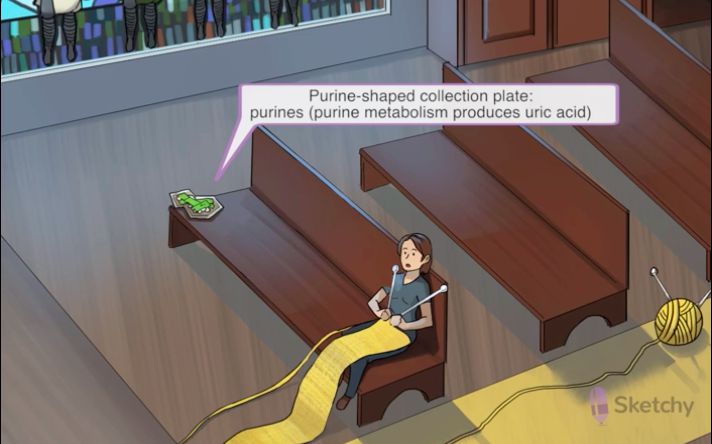 Purine-shaped collection plate:
purines (purine metabolism produces uric acid)
Sketchy